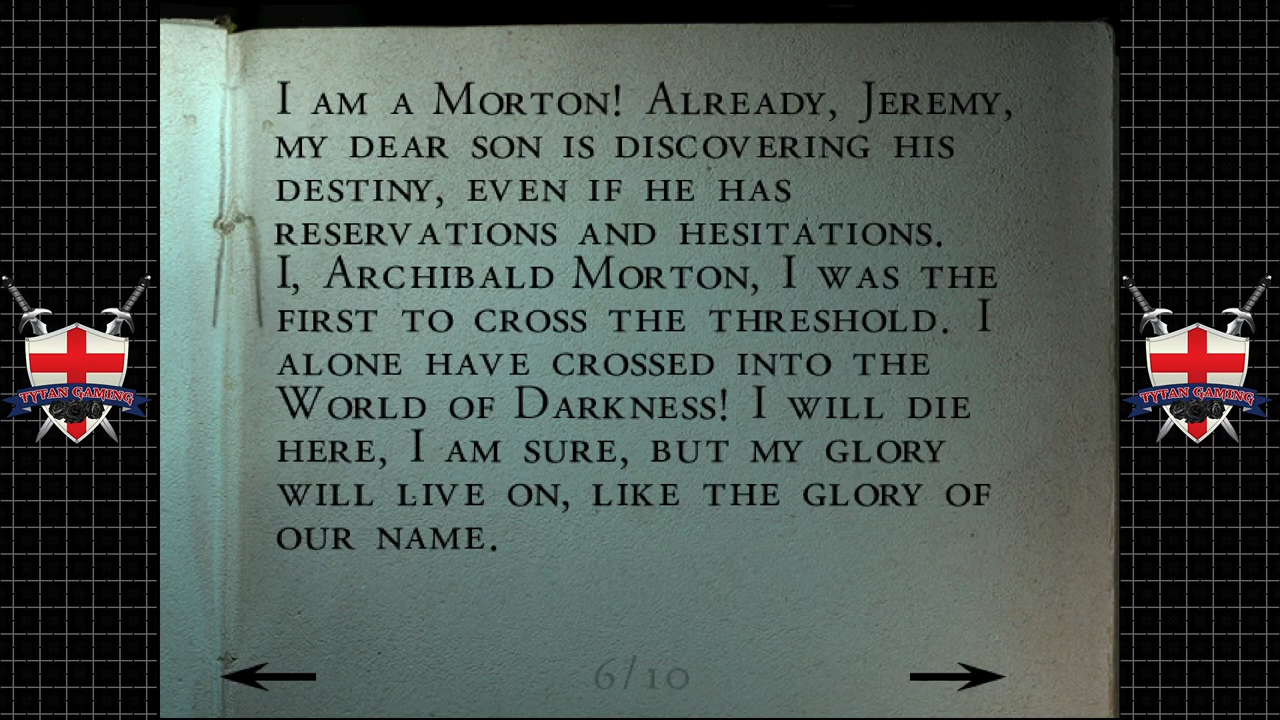 I AM A MORTON! ALREADY, JEREMY,
MY DEAR SON IS DISCOVERING HIS
DESTINY, EVEN IF HE HAS
RESERVATIONS AND HESITATIONS.
I, ARCHIBALD MORTON, I WAS THE
FIRST TO CROSS THE THRESHOLD. I
ALONE HAVE CROSSED INTO THE
WORLD OF DARKNESS! I WILL DIE
HERE, I AM SURE, BUT MY GLORY
WILL LIVE ON, LIKE THE GLORY OF
OUR NAME.
6/10
TYTAN GAMING
TYTAN GAMING